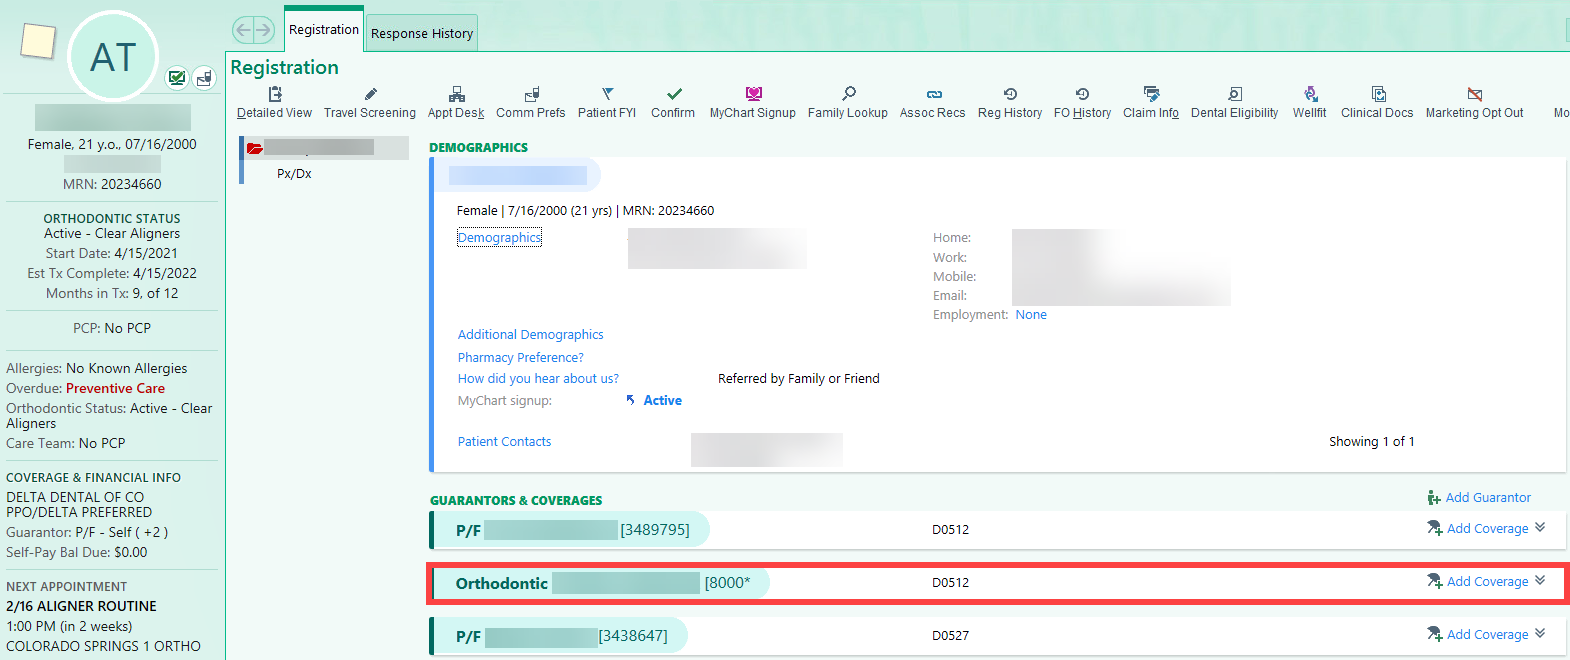 AT
Female, 21 y.o., 07/16/2000
MRN: 20234660
ORTHODONTIC STATUS
Active - Clear Aligners
Start Date: 4/15/2021
Est Tx Complete: 4/15/2022
Months in Tx: 9, of 12
PCP: No PCP
Allergies: No Known Allergies
Overdue: Preventive Care
Orthodontic Status: Active - Clear
Aligners
Care Team: No PCP
COVERAGE & FINANCIAL INFO
DELTA DENTAL OF CO
PPO/DELTA PREFERRED
Guarantor: P/F - Self ( +2 )
Self-Pay Bal Due: $0.00
NEXT APPOINTMENT
2/16 ALIGNER ROUTINE
1:00 PM (in 2 weeks)
COLORADO SPRINGS 1 ORTHO
Registration Response History
Registration
Detailed View Travel Screening Appt Desk Comm Prefs Patient FYI Confirm MyChart Signup Family Lookup Assoc Recs Reg History FO History Claim Info Dental Eligibility Wellfit Clinical Docs Marketing Opt Out Mo
Px/Dx
DEMOGRAPHICS
Female | 7/16/2000 (21 yrs) | MRN: 20234660
Demographics
Home:
Work:
Mobile:
Email:
Employment: None
Additional Demographics
Pharmacy Preference?
How did you hear about us? Referred by Family or Friend
MyChart signup: Active
Patient Contacts Showing 1 of 1
GUARANTORS & COVERAGES Add Guarantor
P/F [3489795] D0512 Add Coverage
Orthodontic [8000* D0512 Add Coverage
P/F [3438647] D0527 Add Coverage